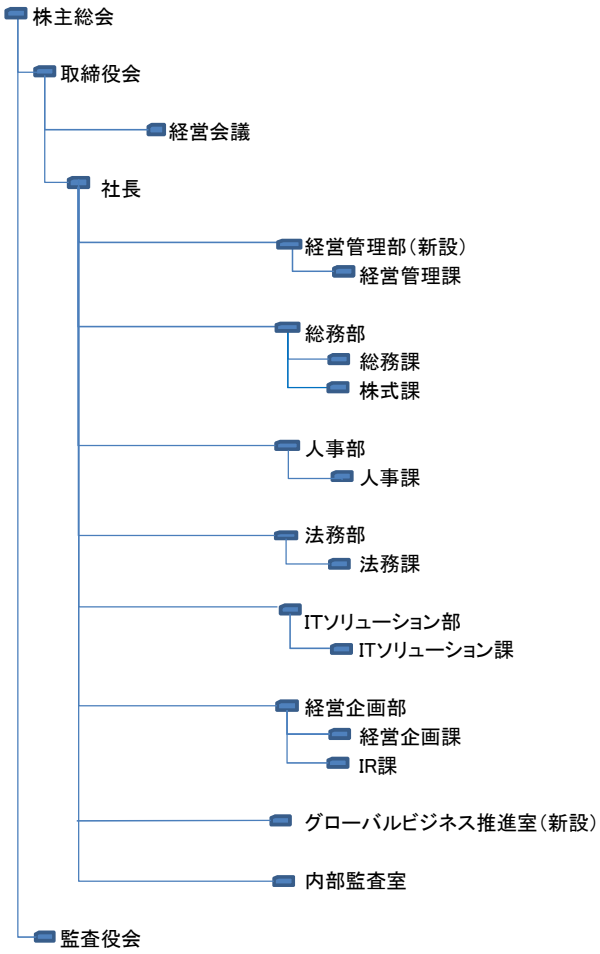 株主総会
取締役会
経営会議
社長
経営管理部（新設）
経営管理課
総務部
総務課
株式課
人事部
人事課
法務部
法務課
ITソリューション部
ITソリューション課
経営企画部
経営企画課
IR課
グローバルビジネス推進室（新設）
内部監査室
監査役会